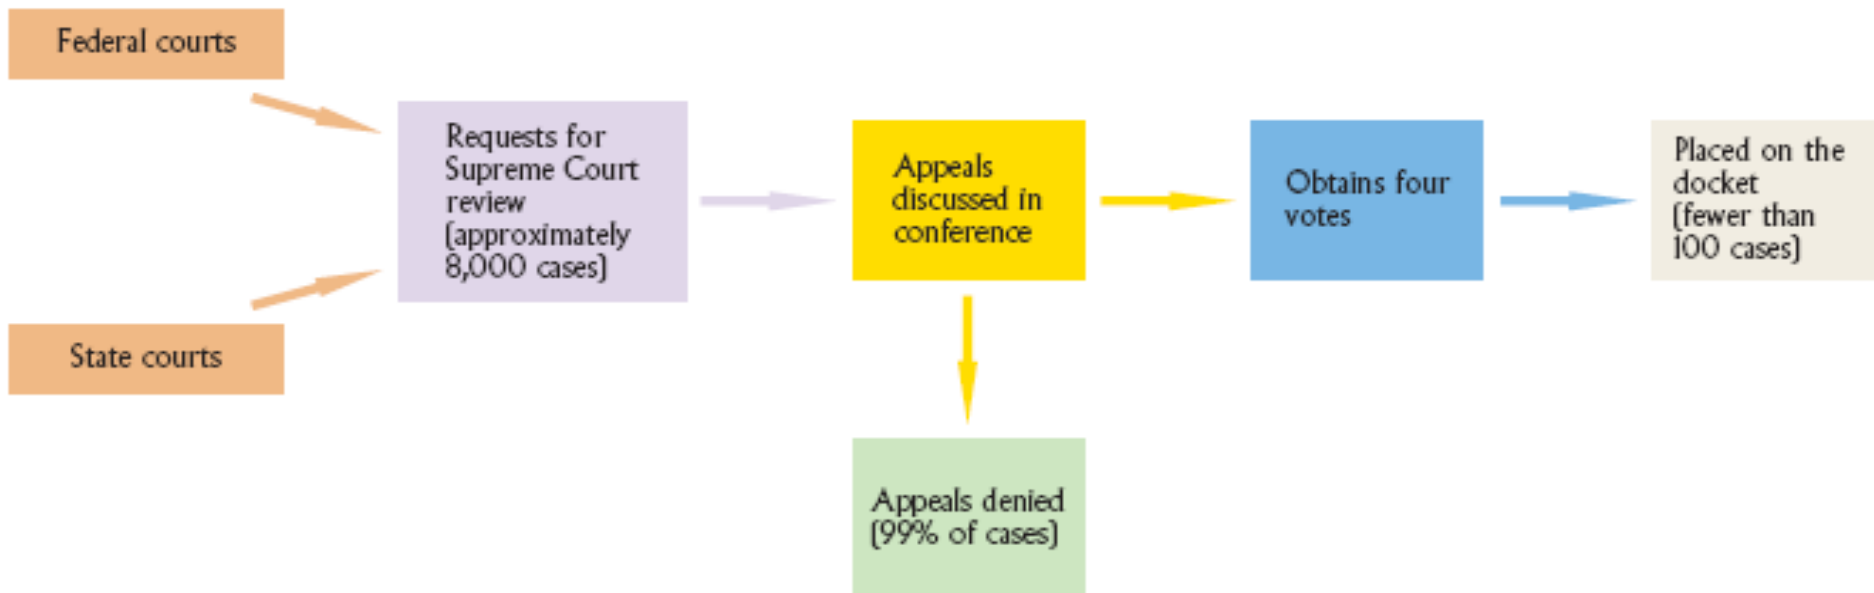 Federal courts
State courts
Requests for
Supreme Court
review
(approximately
8,000 cases)
Appeals
discussed in
conference
Appeals denied
(99% of cases)
Obtains four
votes
Placed on the
docket
(fewer than
100 cases)